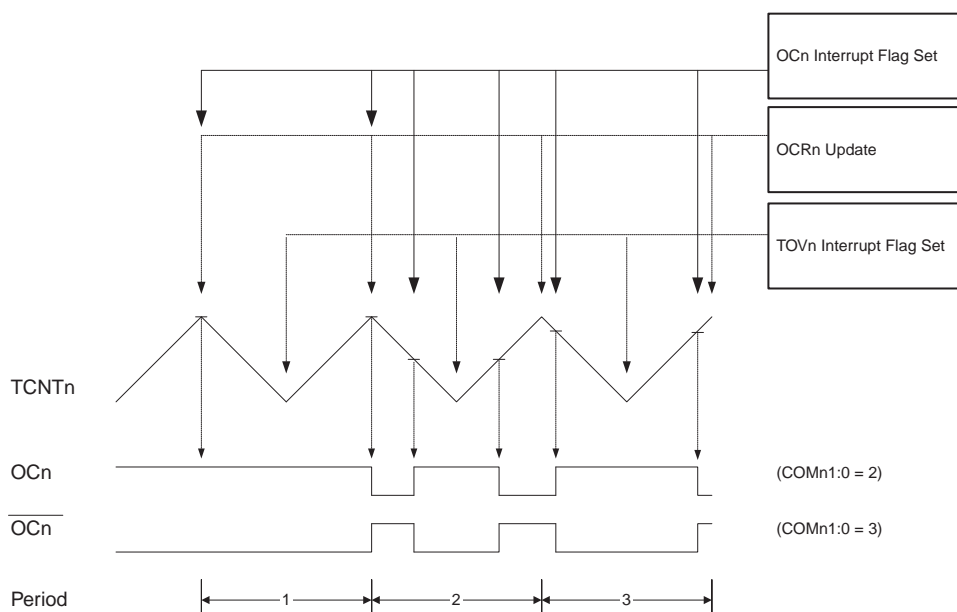 OCn Interrupt Flag Set
OCRn Update
TOVn Interrupt Flag Set
TCNTn
OCn
(COMn1:0 = 2)
OCn
(COMn1:0 = 3)
Period
1
2
3